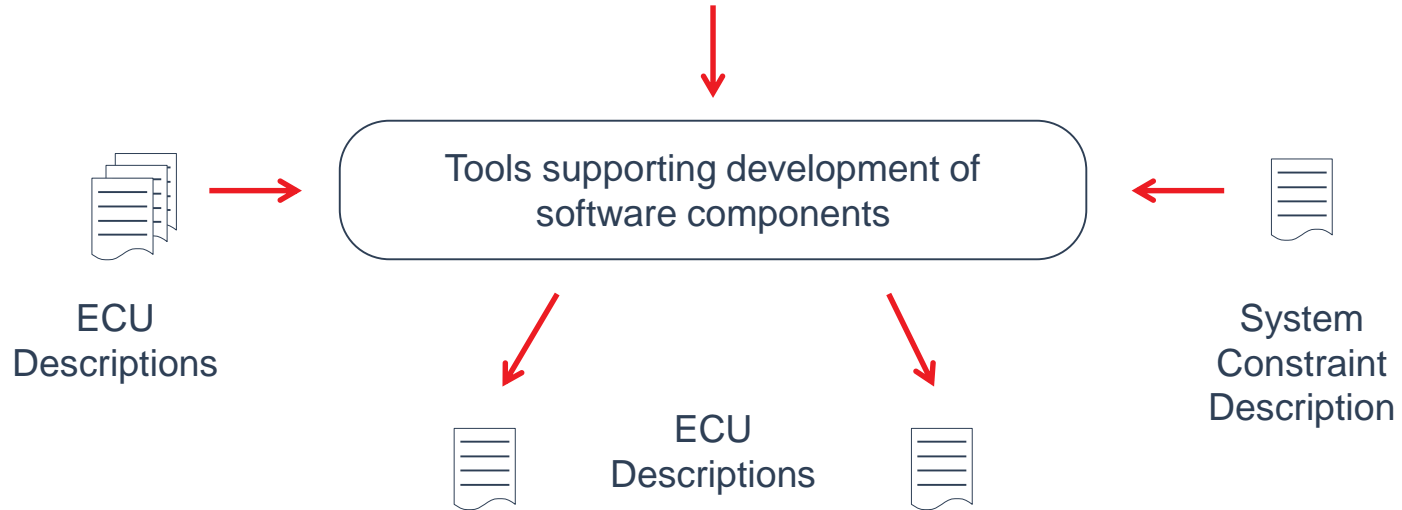 Tools supporting development of
software components
ECU
Descriptions
System
Constraint
Description
ECU
Descriptions